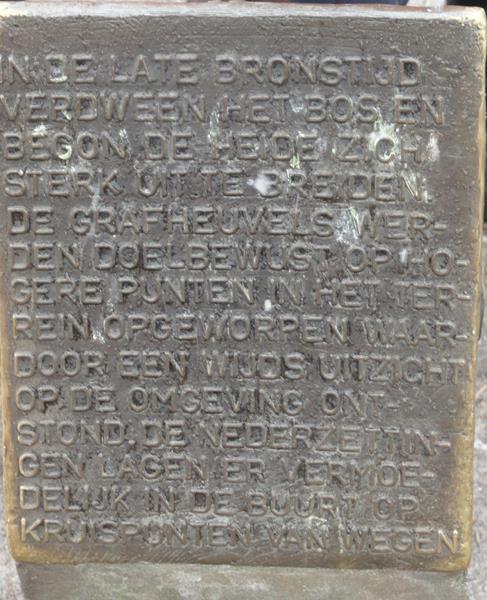 IN DE LATE BRONSTIJD
VERDWEEN HET BOS EN
BEGON DE HEIDE ZICH
STERK UIT TE BREIDEN.
DE GRAFHEUVELS WER-
DEN DOELBEWUST OP HO-
GERE PUNTEN IN HET TER-
REIN OPGEWORPEN WAAR-
DOOR EEN WIJDS UITZICHT
OP DE OMGEVING ONT-
STOND. DE NEDERZETTIN-
GEN LAGEN ER VERMOE-
DELIJK IN DE BUURT OP
KRUISPUNTEN VAN WEGEN.